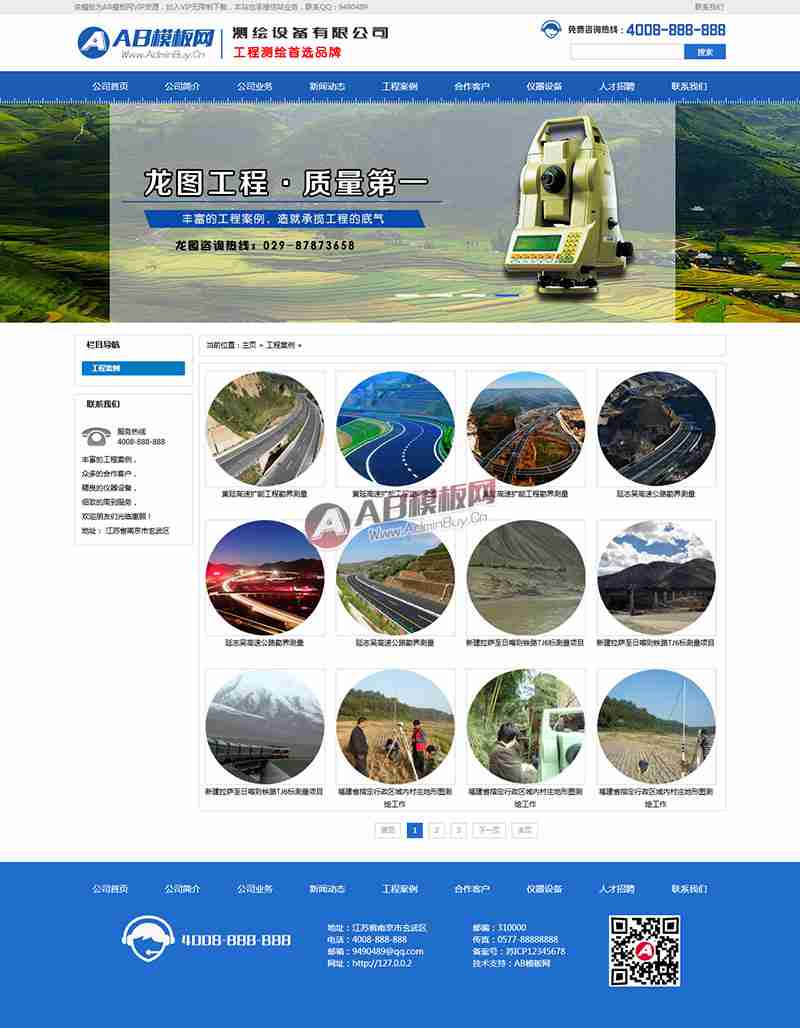 此模板为AB模板网VIP资源，加入VIP无限制下载，本站也承接仿站业务，联系QQ：9490489
联系我们
AB模板网
Www.AdminBuy.Cn
测绘设备有限公司
工程测绘首选品牌
免费咨询热线：4008-888-888
搜索
公司首页 公司简介 公司业务 新闻动态 工程案例 合作客户 仪器设备 人才招聘 联系我们
龙图工程·质量第一
丰富的工程案例、造就承揽工程的底气
龙图咨询热线：029-87873658
栏目导航
工程案例
联系我们
服务热线
4008-888-888
丰富的工程案例，
众多的合作客户，
精良的仪器设备，
细致的周到服务，
欢迎朋友们光临惠顾！
地址： 江苏省南京市玄武区
当前位置：主页 » 工程案例 »
黄延高速扩能工程勘界测量 黄延高速扩能工程勘界测量 黄延高速扩能工程勘界测量 延志吴高速公路勘界测量
AB模板网
Www.AdminBuy.Cn
延志吴高速公路勘界测量 延志吴高速公路勘界测量 新建拉萨至日喀则铁路TJ6标测量项目 新建拉萨至日喀则铁路TJ6标测量项目
新建拉萨至日喀则铁路TJ6标测量项目 福建省指定行政区域内村庄地形图测绘工作 福建省指定行政区域内村庄地形图测绘工作 福建省指定行政区域内村庄地形图测绘工作
首页 1 2 3 下一页 末页
公司首页 公司简介 公司业务 新闻动态 工程案例 合作客户 仪器设备 人才招聘 联系我们
4008-888-888
地址：江苏省南京市玄武区
电话：4008-888-888
邮箱：9490489@qq.com
网址：http://127.0.0.2
邮编：310000
传真：0577-88888888
备案号：苏ICP12345678
技术支持：AB模板网